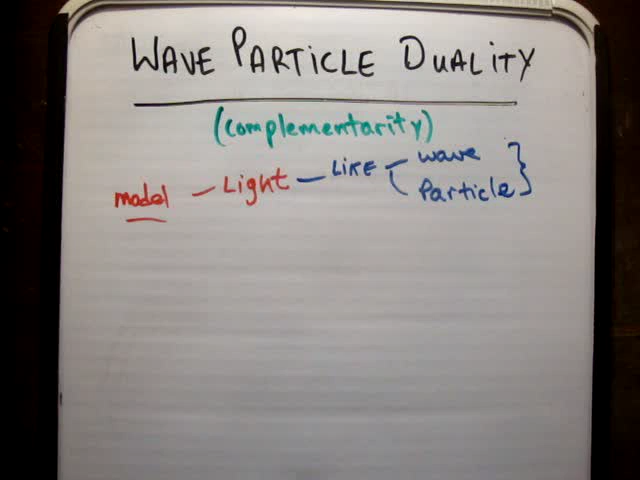 WAVE PARTICLE DUALITY
(complementarity)
model – Light – LIKE – wave
Particle }